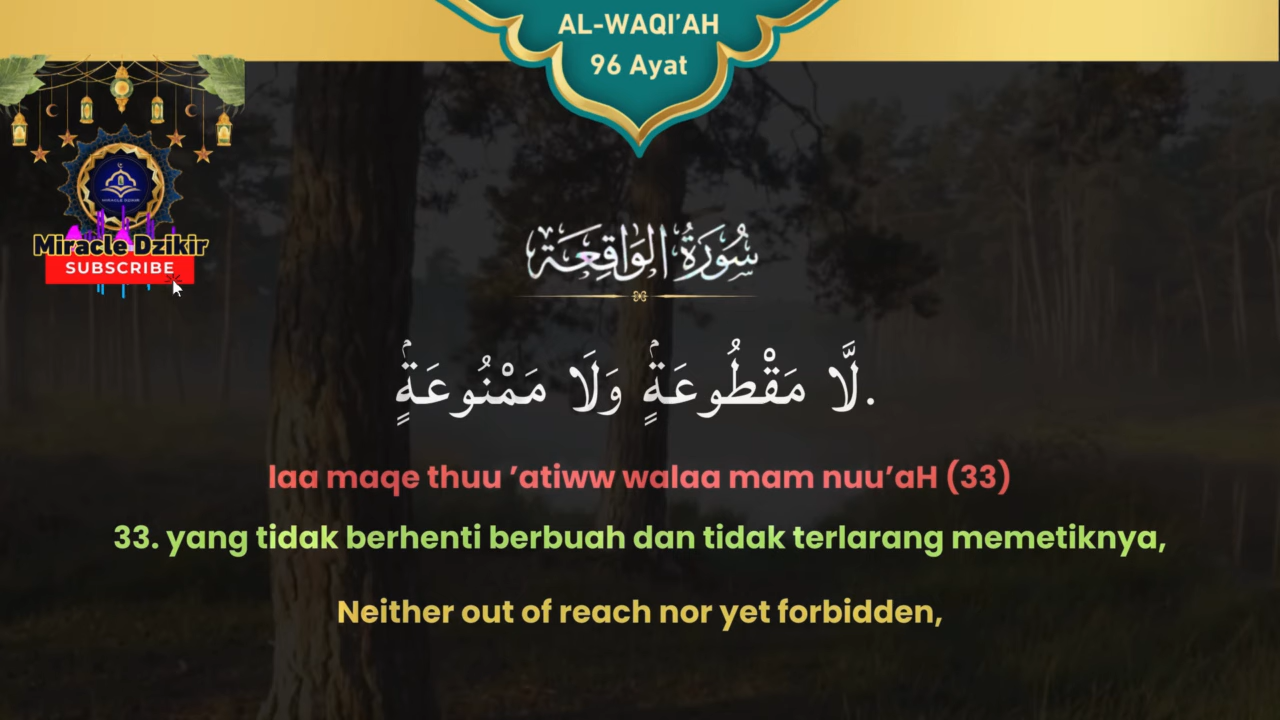 AL-WAQI’AH
96 Ayat
MIRACLE DZIKIR
Miracle Dzikir
SUBSCRIBE
سُورَةُ الوَاقِعَة
لَّا مَقْطُوعَةٍۢ وَلَا مَمْنُوعَةٍۢ.
laa maqe thuu ’atiww walaa mam nuu’aH (33)
33. yang tidak berhenti berbuah dan tidak terlarang memetiknya,
Neither out of reach nor yet forbidden,